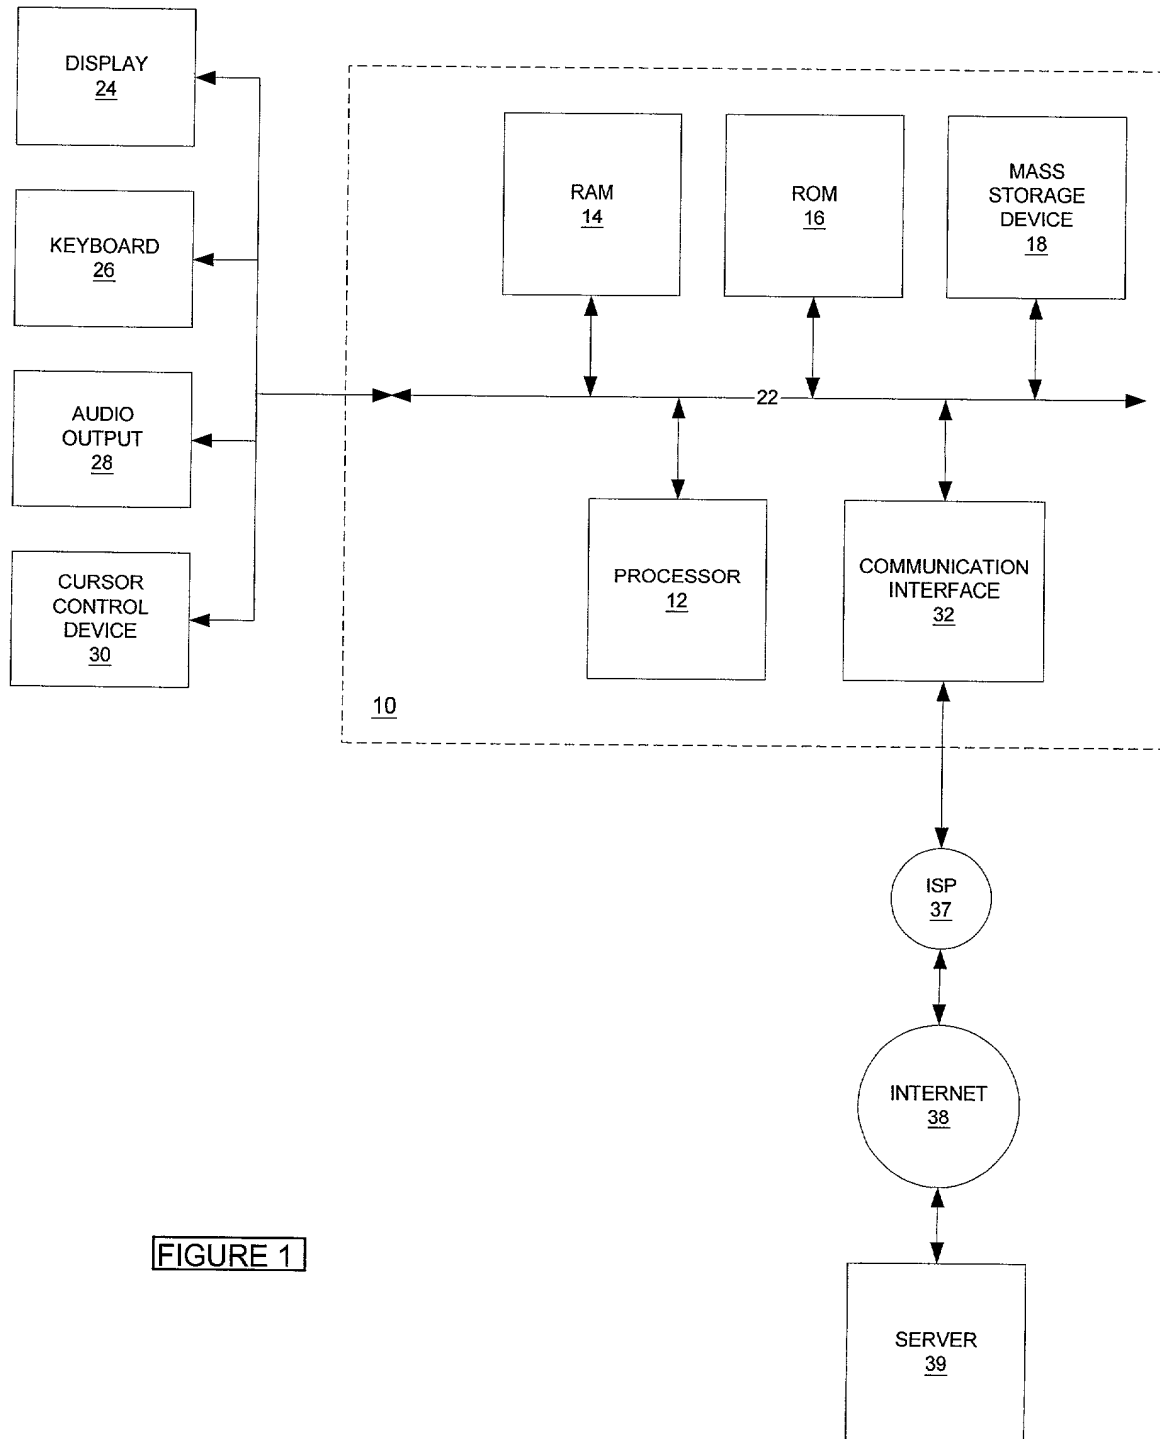 DISPLAY
24
KEYBOARD
26
AUDIO
OUTPUT
28
CURSOR
CONTROL
DEVICE
30
RAM
14
ROM
16
MASS
STORAGE
DEVICE
18
22
PROCESSOR
12
COMMUNICATION
INTERFACE
32
10
ISP
37
INTERNET
38
SERVER
39
FIGURE 1